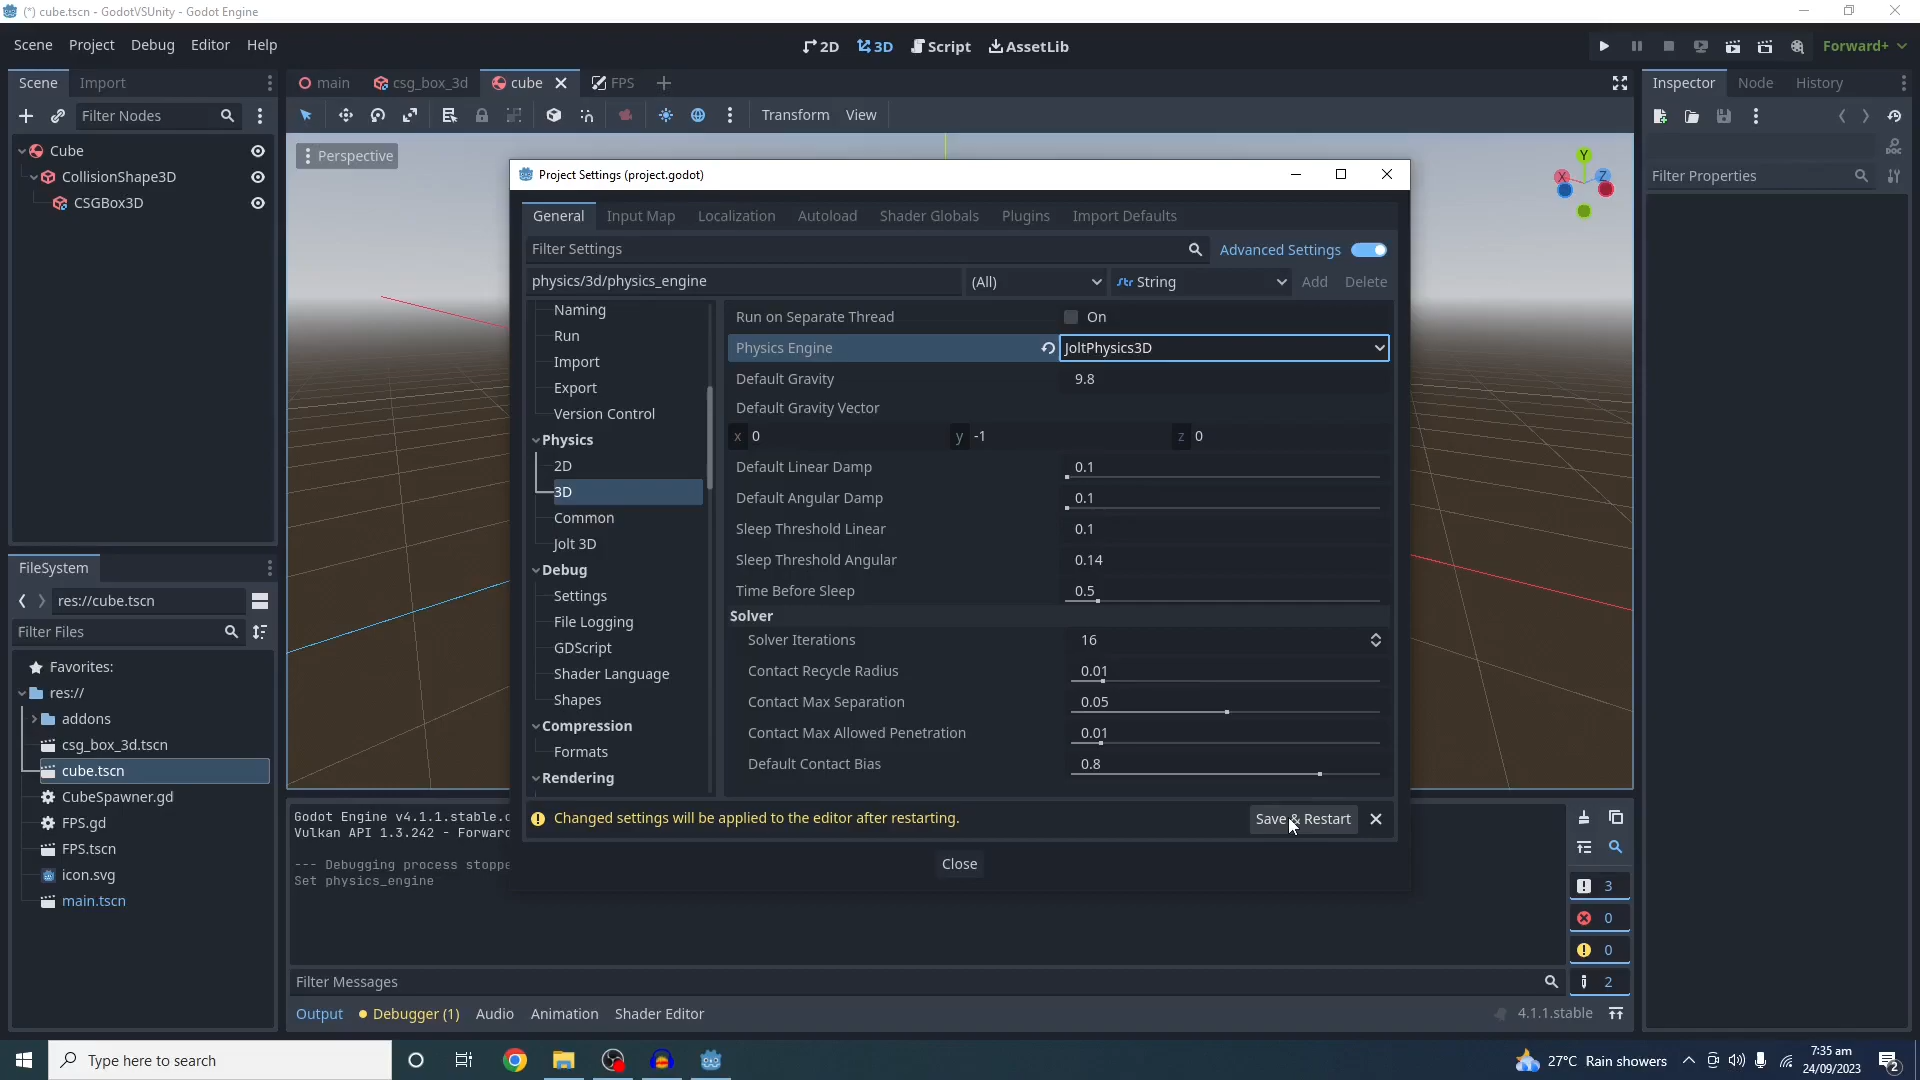 (*) cube.tscn - GodotVSUnity - Godot Engine
Scene Project Debug Editor Help
2D 3D Script AssetLib
Forward+
Scene Import
main csg_box_3d cube FPS
Inspector Node History
Filter Nodes
Transform View
Cube
CollisionShape3D
CSGBox3D
Perspective
Y
X Z
Filter Properties
Project Settings (project.godot)
General Input Map Localization Autoload Shader Globals Plugins Import Defaults
Filter Settings
Advanced Settings
physics/3d/physics_engine (All) Str String Add Delete
Naming
Run
Import
Export
Version Control
Physics
2D
3D
Common
Jolt 3D
Debug
Settings
File Logging
GDScript
Shader Language
Shapes
Compression
Formats
Rendering
Run on Separate Thread On
Physics Engine JoltPhysics3D
Default Gravity 9.8
Default Gravity Vector
x 0 y -1 z 0
Default Linear Damp 0.1
Default Angular Damp 0.1
Sleep Threshold Linear 0.1
Sleep Threshold Angular 0.14
Time Before Sleep 0.5
Solver
Solver Iterations 16
Contact Recycle Radius 0.01
Contact Max Separation 0.05
Contact Max Allowed Penetration 0.01
Default Contact Bias 0.8
Changed settings will be applied to the editor after restarting. Save & Restart
Close
FileSystem
res://cube.tscn
Filter Files
Favorites:
res://
addons
csg_box_3d.tscn
cube.tscn
CubeSpawner.gd
FPS.gd
FPS.tscn
icon.svg
main.tscn
Godot Engine v4.1.1.stable.
Vulkan API 1.3.242 - Forwar
--- Debugging process stoppe
Set physics_engine
3
0
0
2
Filter Messages
Output Debugger (1) Audio Animation Shader Editor
4.1.1.stable
Type here to search
27°C Rain showers
7:35 am
24/09/2023
2